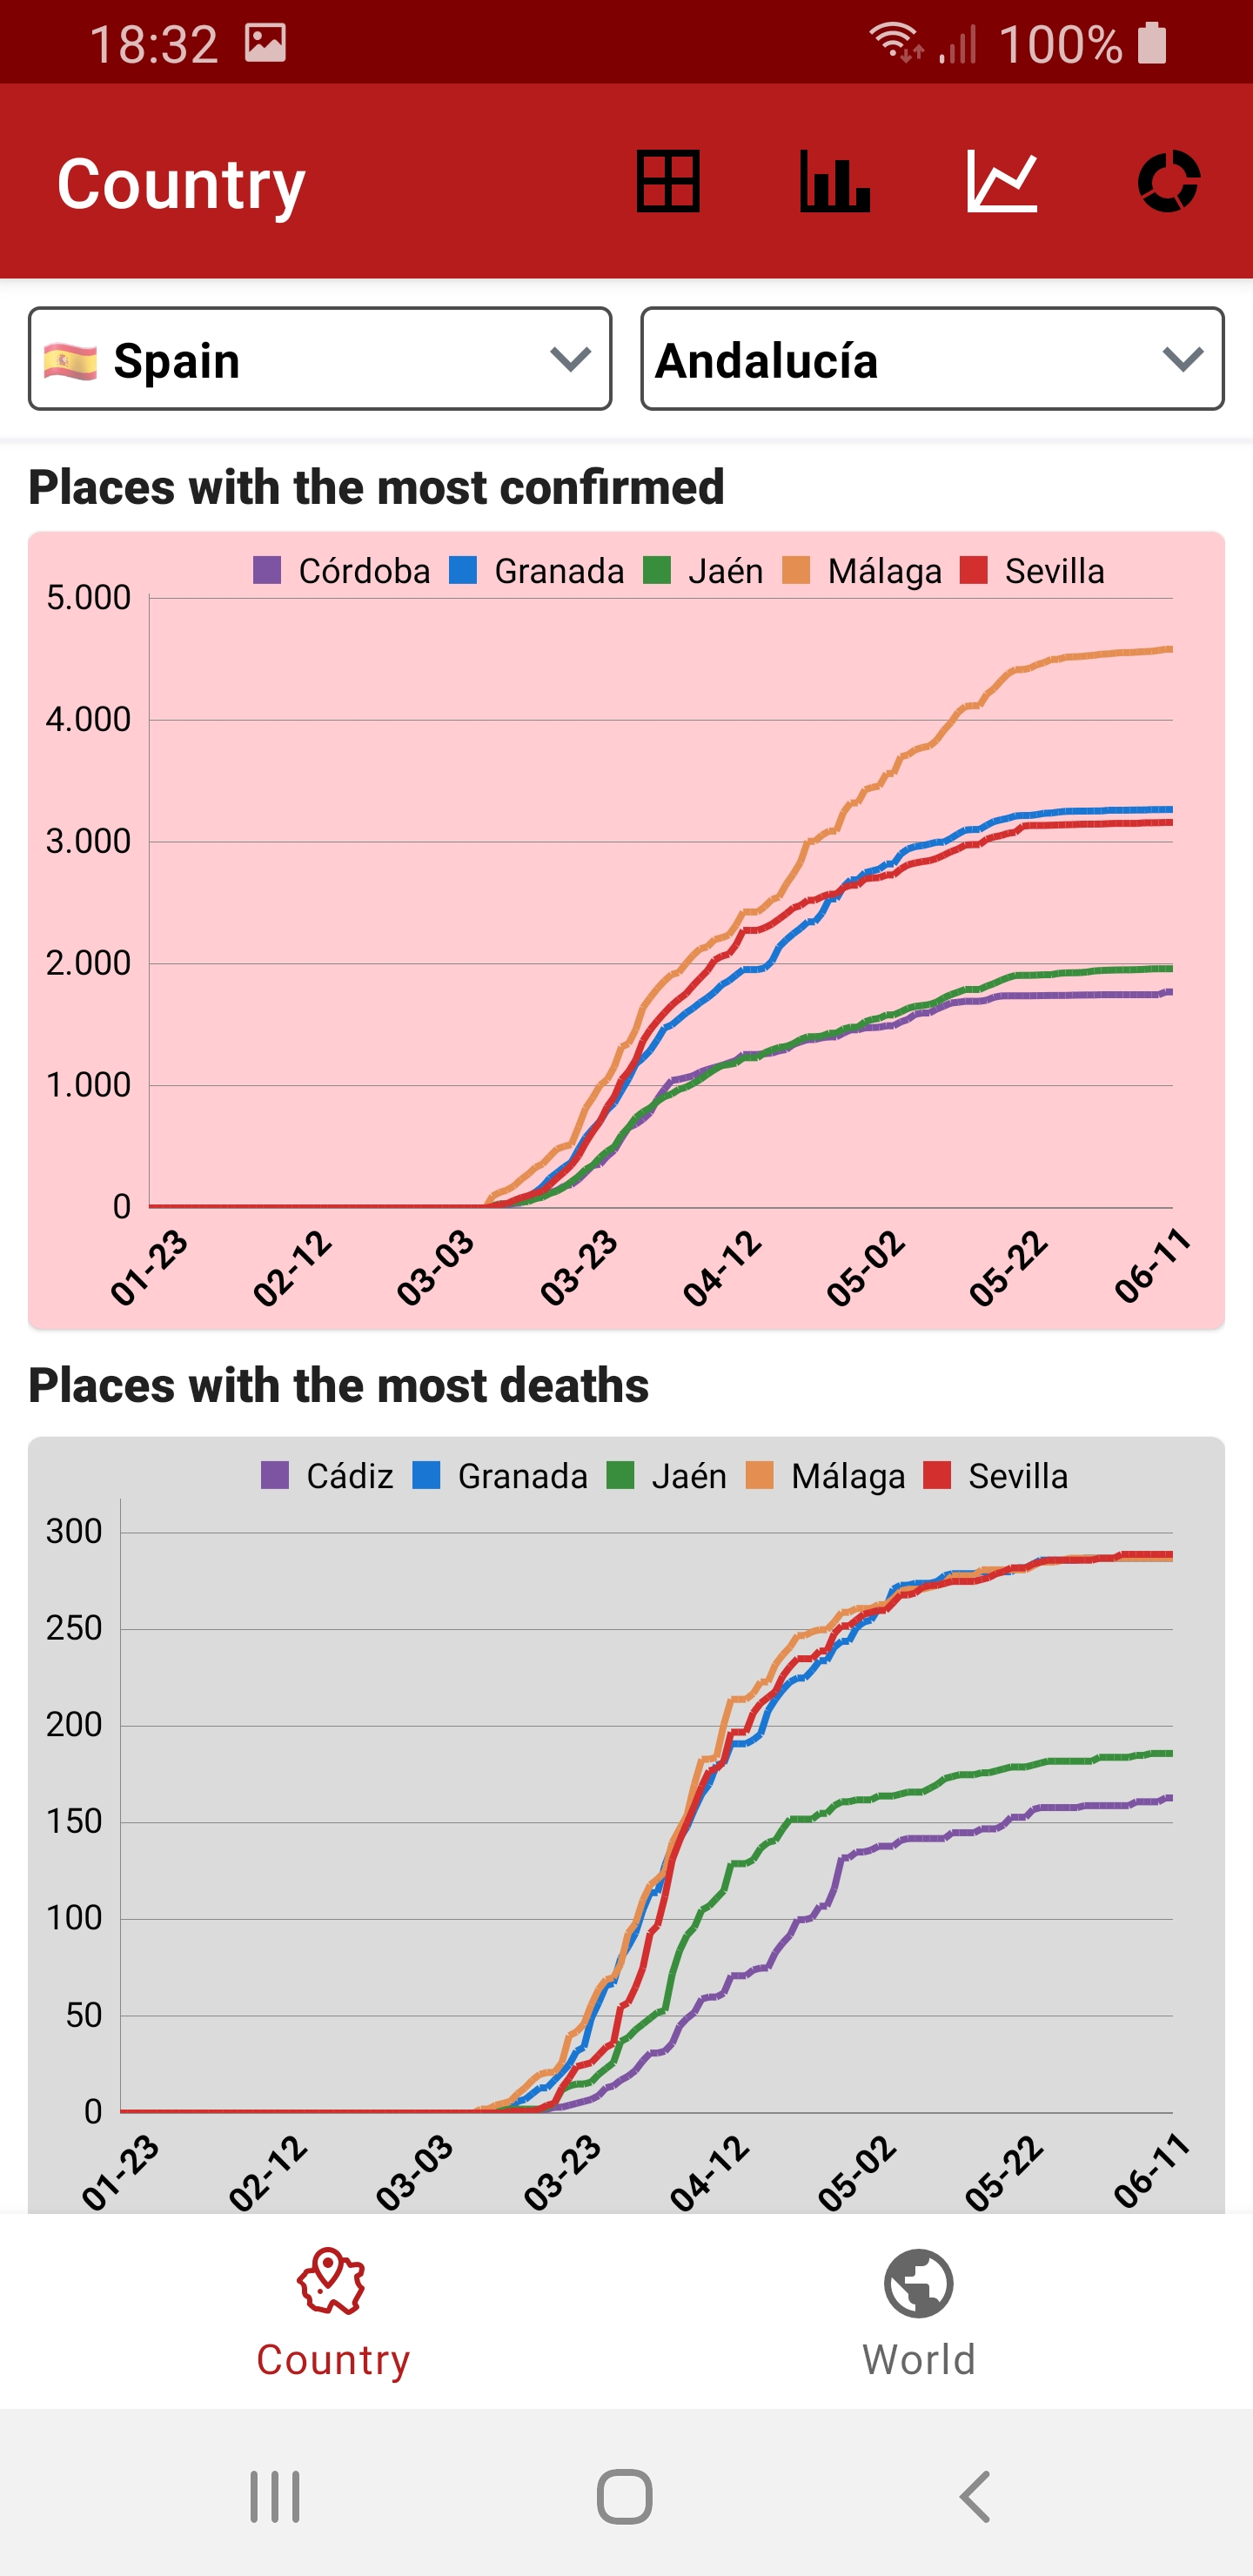 18:32 100%
Country
Spain Andalucía
Places with the most confirmed
Córdoba Granada Jaén Málaga Sevilla
5.000
4.000
3.000
2.000
1.000
0
01-23 02-12 03-03 03-23 04-12 05-02 05-22 06-11
Places with the most deaths
Cádiz Granada Jaén Málaga Sevilla
300
250
200
150
100
50
0
01-23 02-12 03-03 03-23 04-12 05-02 05-22 06-11
Country World